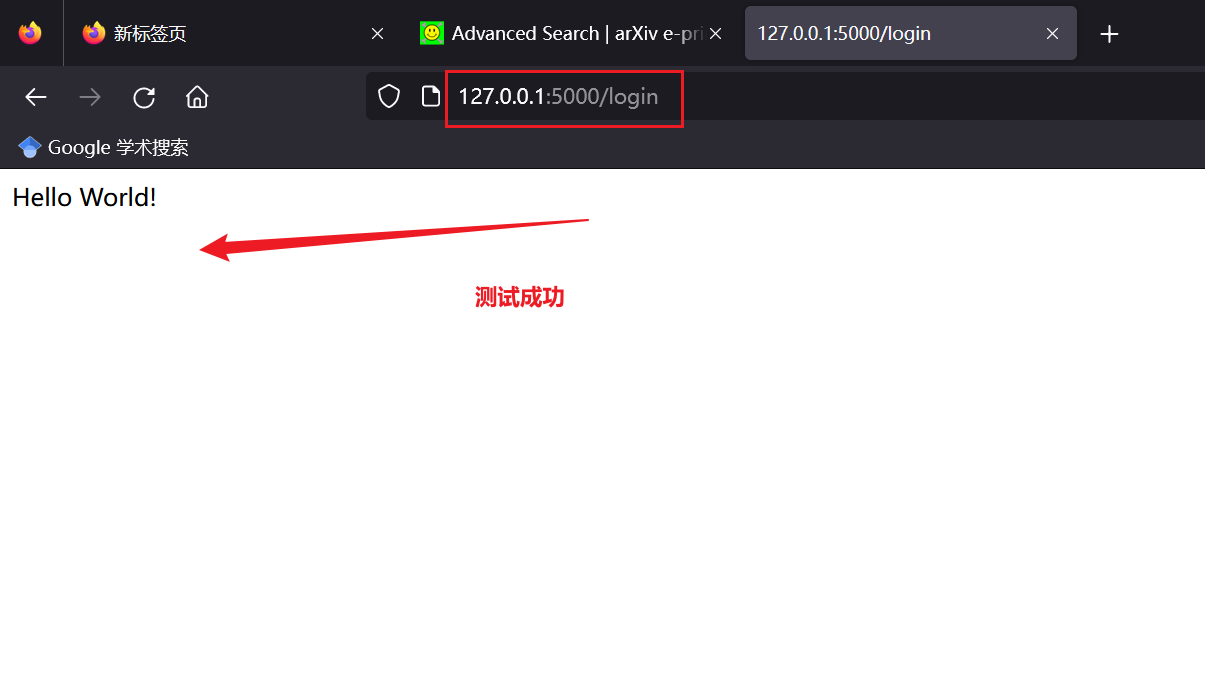 新标签页
Advanced Search | arXiv e-pri
127.0.0.1:5000/login
127.0.0.1:5000/login
Google 学术搜索
Hello World!
测试成功